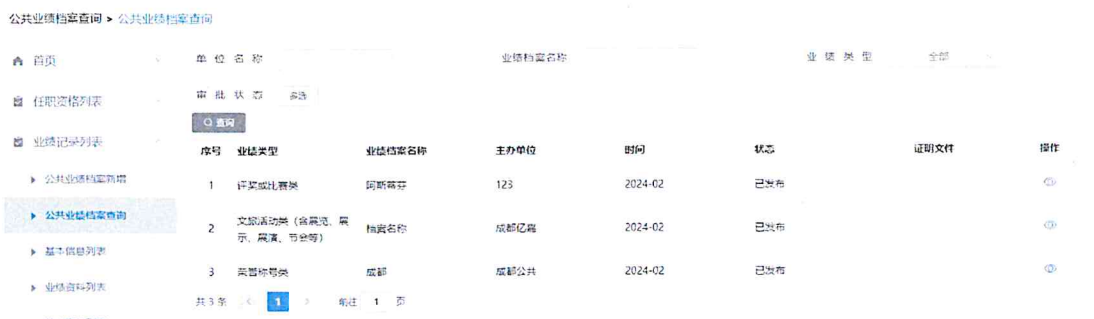 公共业绩档案查询 > 公共业绩档案查询
首页
任职资格列表
业绩记录列表
公共业绩档案新增
公共业绩档案查询
基本信息列表
业绩资料列表
单位名称 业绩档案名称 业绩类型 全部
审批状态 多选
查询
序号 业绩类型 业绩档案名称 主办单位 时间 状态 证明文件 操作
1 评奖或比赛类 阿斯蒂芬 123 2024-02 已发布
2 文旅活动类（含展览、展示、展演、节会等） 档案名称 成都亿嘉 2024-02 已发布
3 荣誉称号类 成都 成都公共 2024-02 已发布
共 3 条 < 1 > 前往 1 页